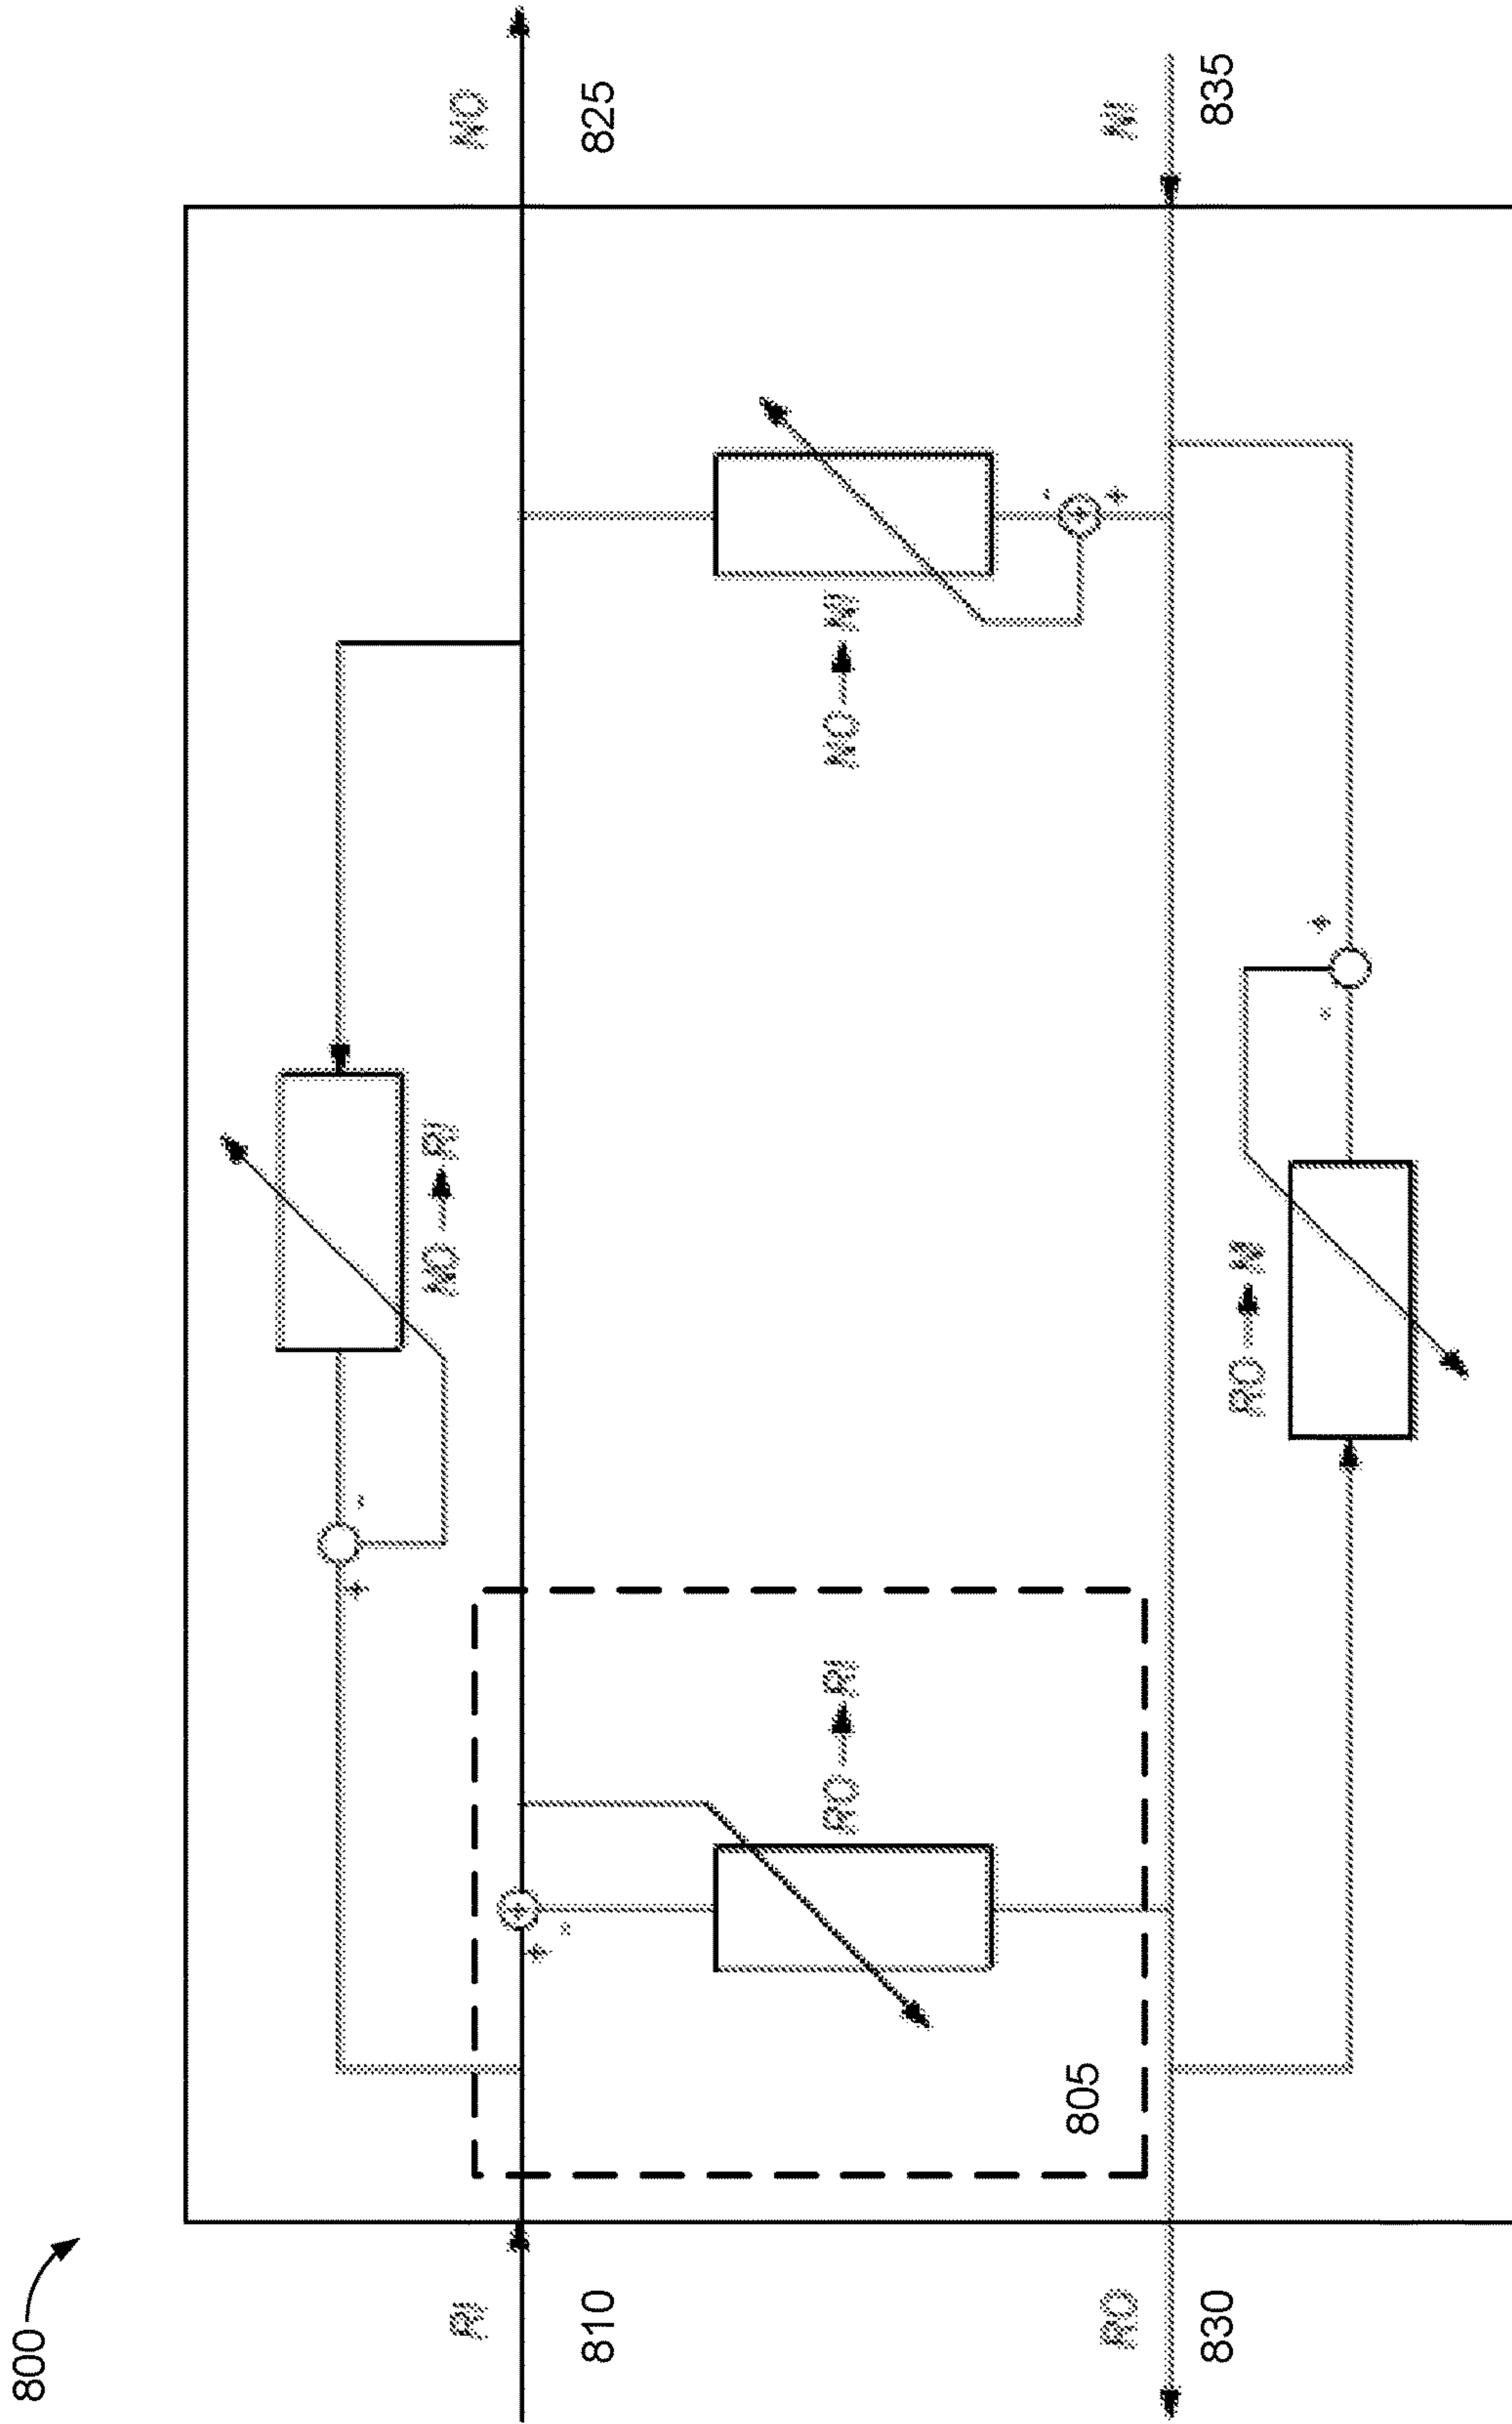 800
RI
810
NO
825
NO → RI
RO → RI
805
NO → NI
RO
830
NI
835
RO → NI